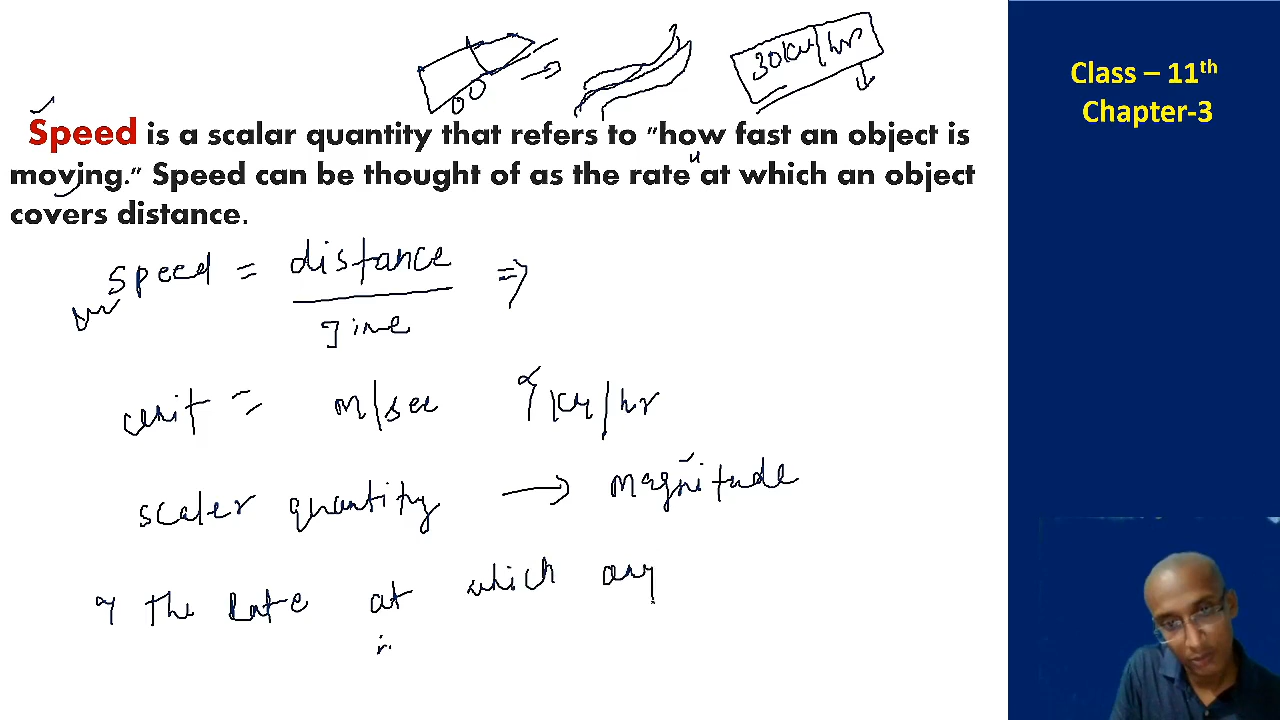 30km/hr
Speed is a scalar quantity that refers to "how fast an object is
moving." Speed can be thought of as the rate at which an object
covers distance.
speed = distance ⇒
Time
unit = m/sec km/hr
scaler quantity → magnitude
The Rate at which any
Class – 11th
Chapter-3